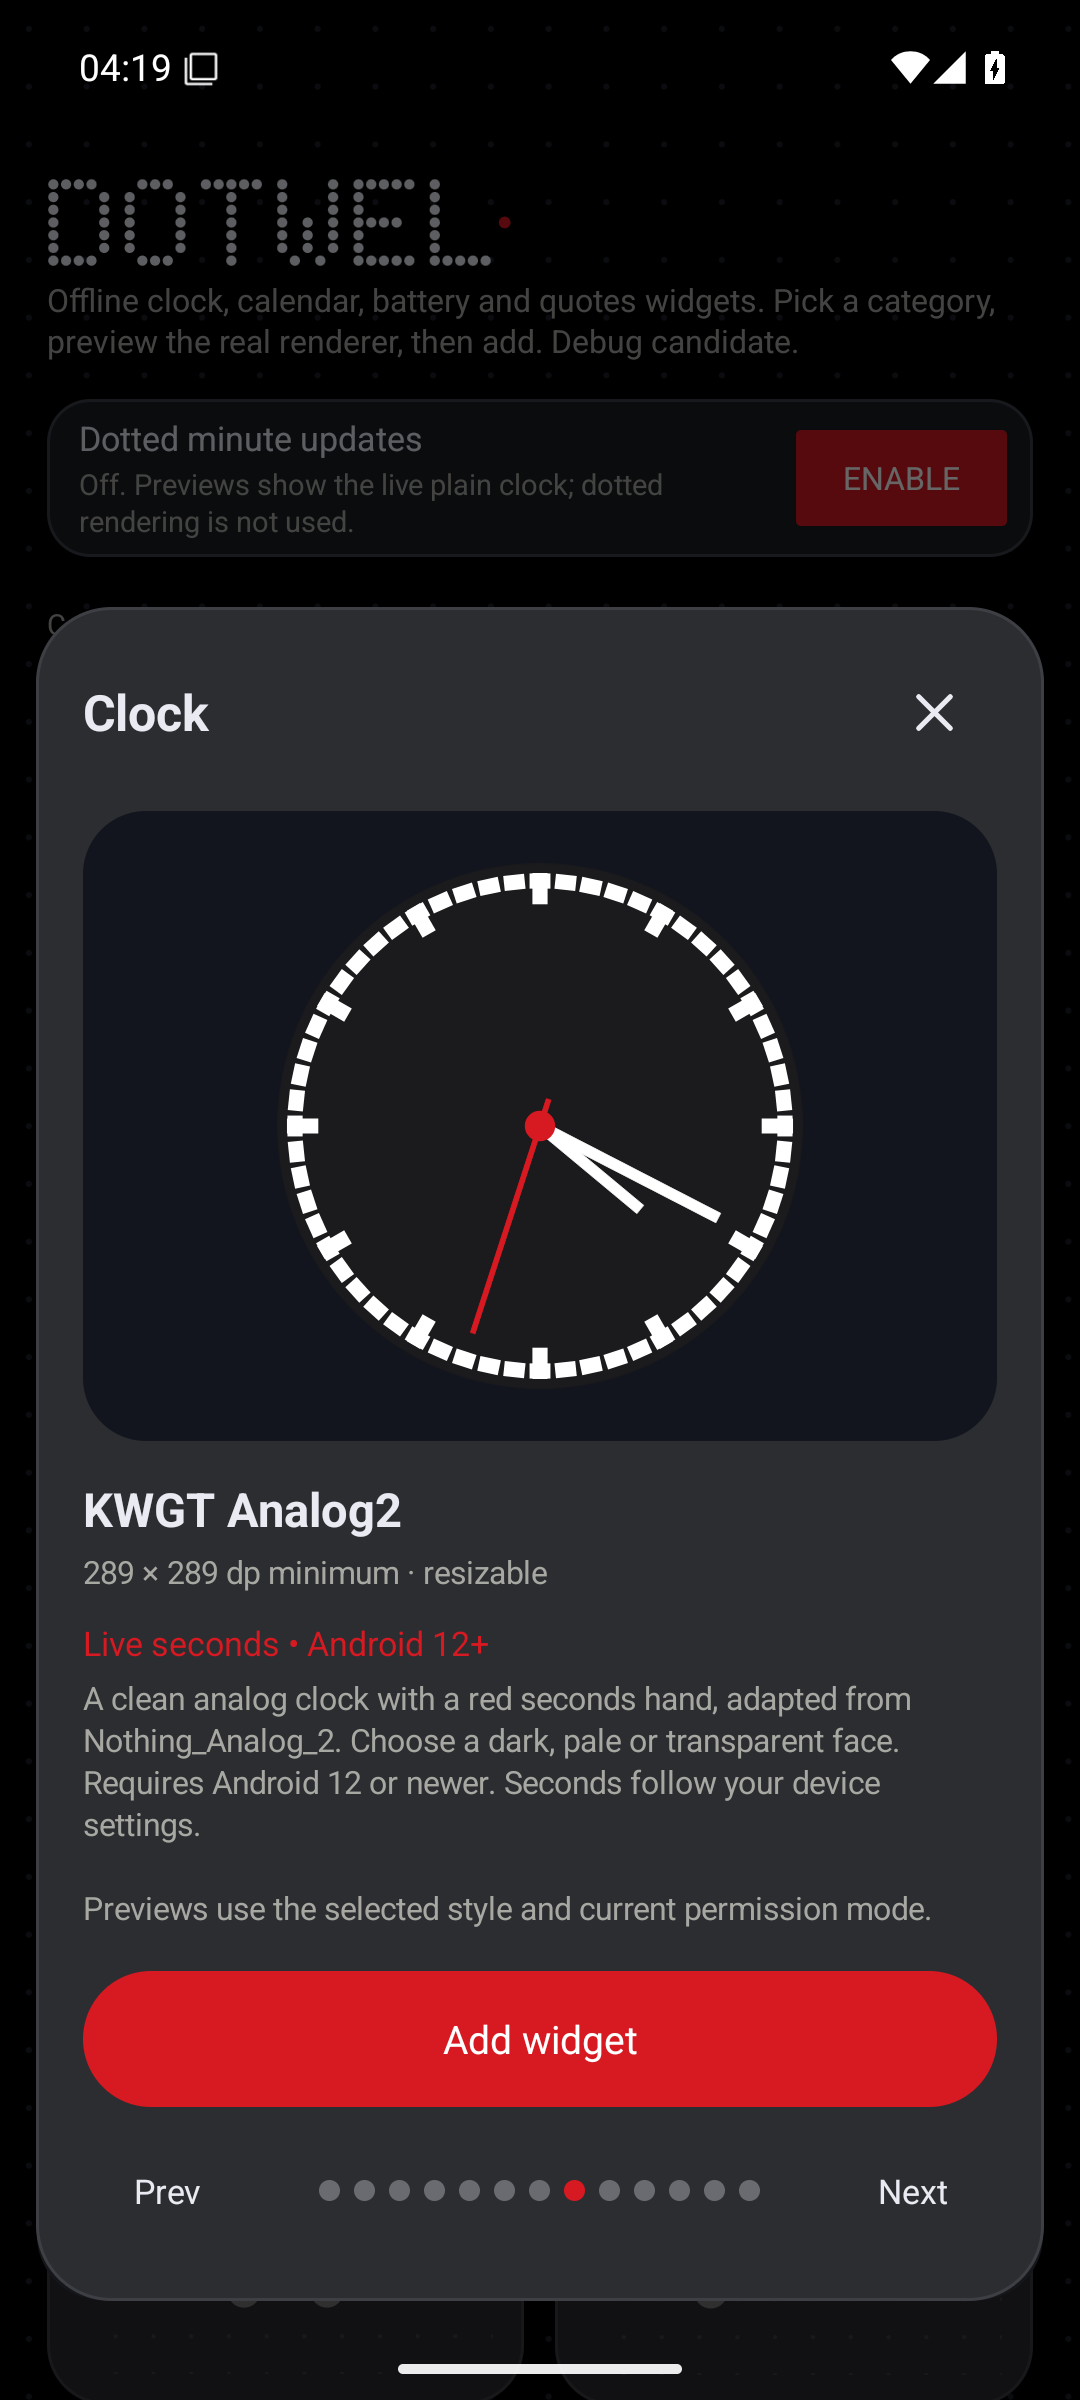 04:19
DOTWEL
Offline clock, calendar, battery and quotes widgets. Pick a category,
preview the real renderer, then add. Debug candidate.
Dotted minute updates
Off. Previews show the live plain clock; dotted
rendering is not used.
ENABLE
Clock
KWGT Analog2
289 × 289 dp minimum · resizable
Live seconds • Android 12+
A clean analog clock with a red seconds hand, adapted from
Nothing_Analog_2. Choose a dark, pale or transparent face.
Requires Android 12 or newer. Seconds follow your device
settings.
Previews use the selected style and current permission mode.
Add widget
Prev
Next